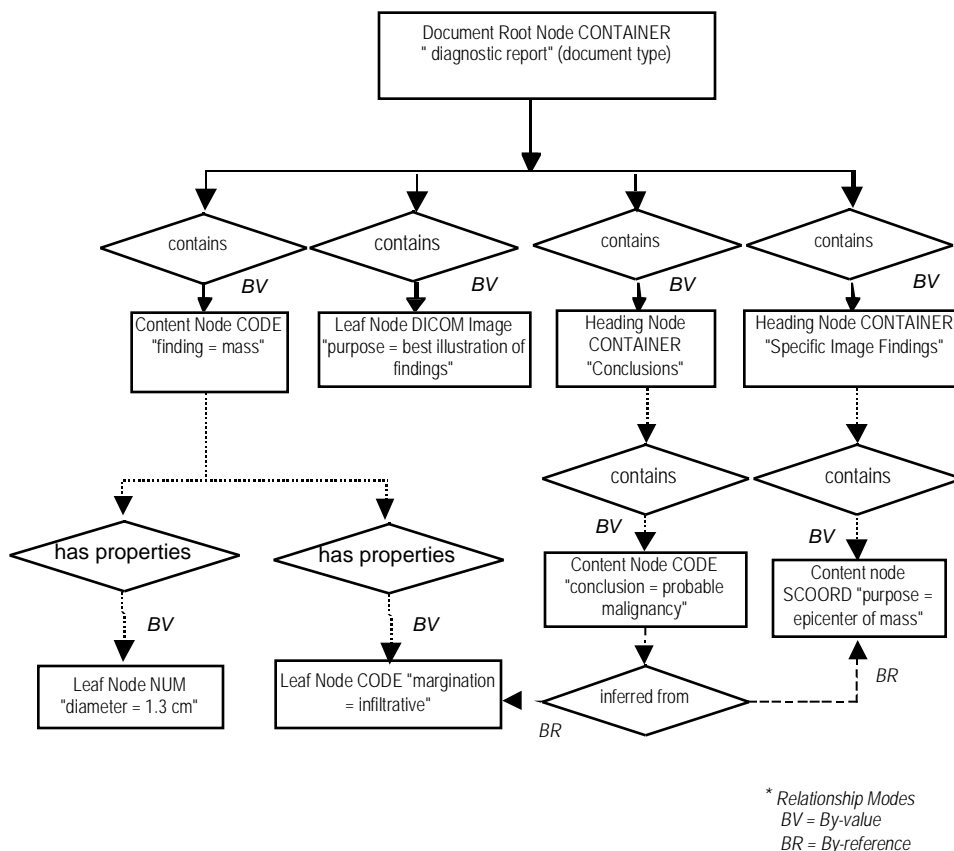 Document Root Node CONTAINER
" diagnostic report" (document type)
contains
contains
contains
contains
BV
BV
BV
BV
Content Node CODE
"finding = mass"
Leaf Node DICOM Image
"purpose = best illustration of
findings"
Heading Node
CONTAINER
"Conclusions"
Heading Node CONTAINER
"Specific Image Findings"
contains
contains
has properties
has properties
BV
BV
Content Node CODE
"conclusion = probable
malignancy"
Content node
SCOORD "purpose =
epicenter of mass"
BV
BV
Leaf Node NUM
"diameter = 1.3 cm"
Leaf Node CODE "margination
= infiltrative"
inferred from
BR
BR
* Relationship Modes
BV = By-value
BR = By-reference